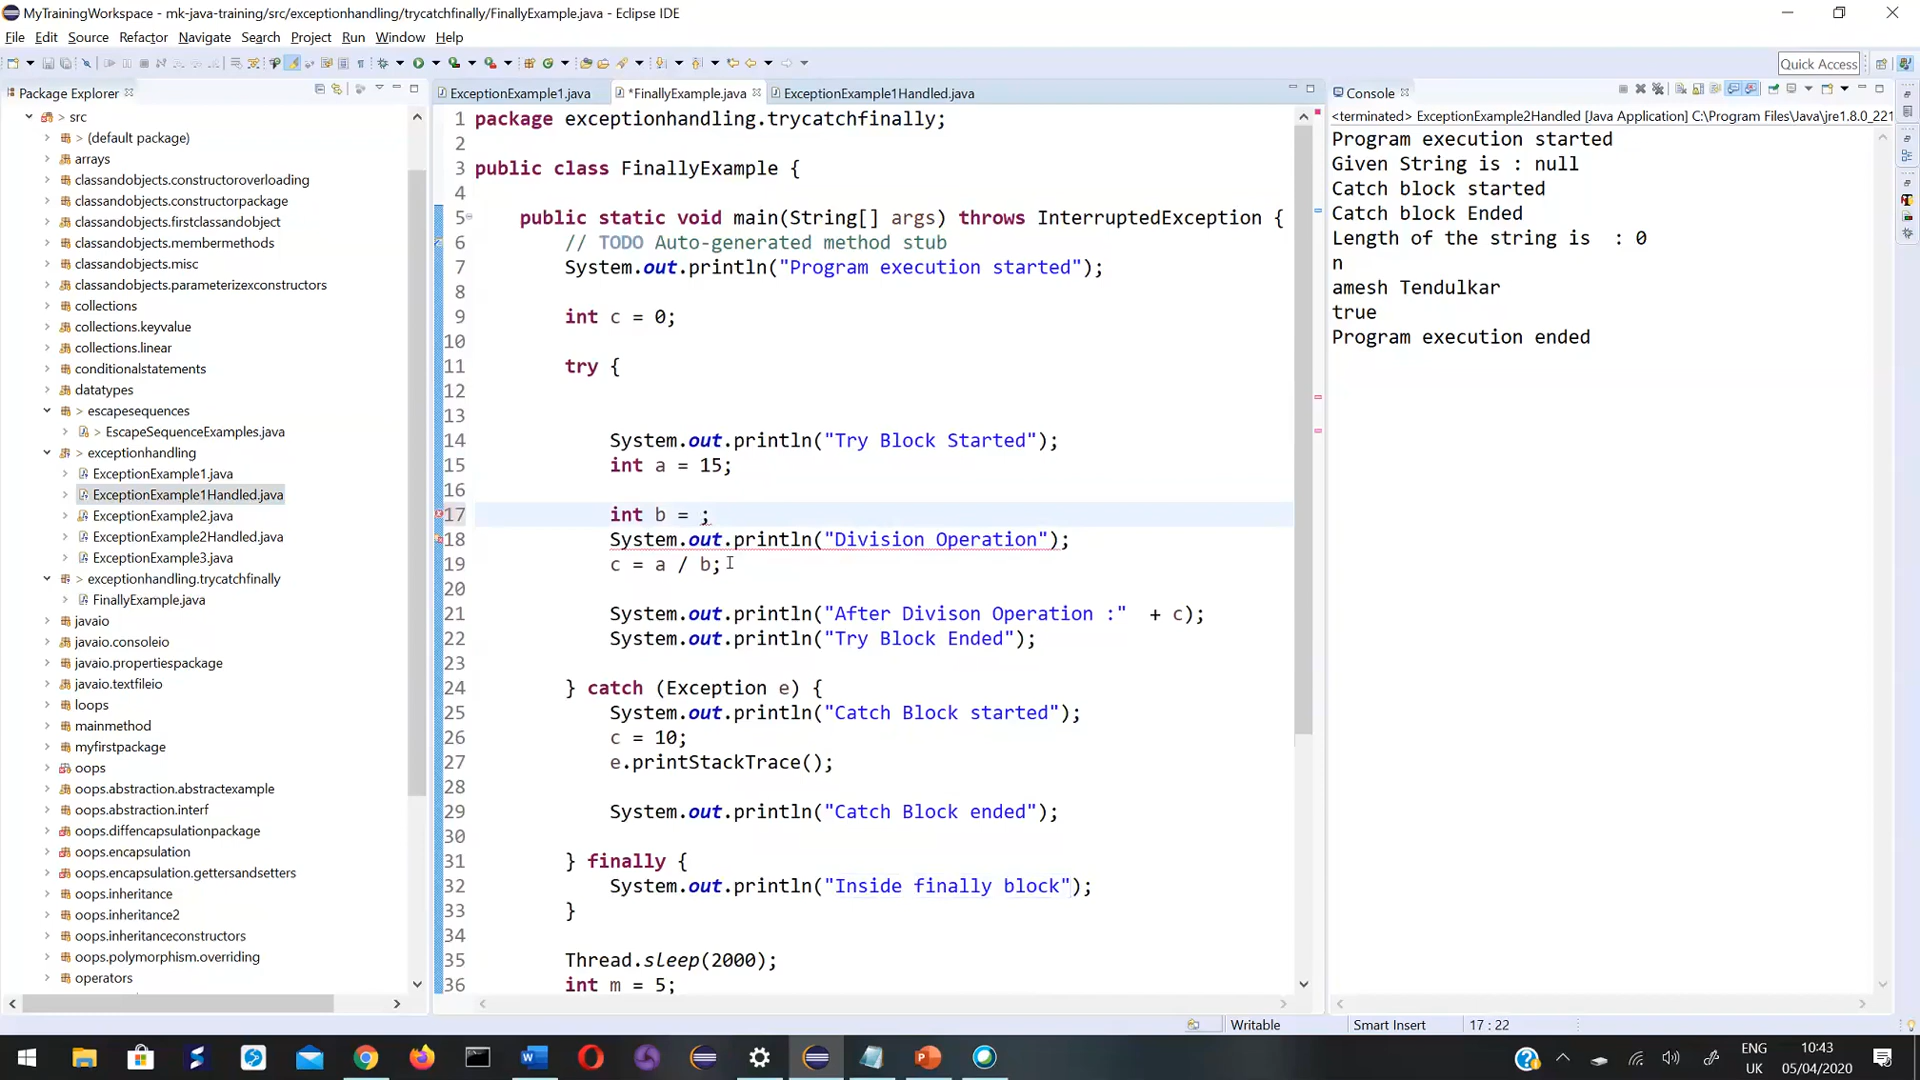 MyTrainingWorkspace - mk-java-training/src/exceptionhandling/trycatchfinally/FinallyExample.java - Eclipse IDE
File Edit Source Refactor Navigate Search Project Run Window Help
Quick Access
Package Explorer
> src
> (default package)
arrays
classandobjects.constructoroverloading
classandobjects.constructorpackage
classandobjects.firstclassandobject
classandobjects.membermethods
classandobjects.misc
classandobjects.parameterizexconstructors
collections
collections.keyvalue
collections.linear
conditionalstatements
datatypes
> escapesequences
> EscapeSequenceExamples.java
> exceptionhandling
ExceptionExample1.java
ExceptionExample1Handled.java
ExceptionExample2.java
ExceptionExample2Handled.java
ExceptionExample3.java
> exceptionhandling.trycatchfinally
FinallyExample.java
javaio
javaio.consoleio
javaio.propertiespackage
javaio.textfileio
loops
mainmethod
myfirstpackage
oops
oops.abstraction.abstractexample
oops.abstraction.interf
oops.diffencapsulationpackage
oops.encapsulation
oops.encapsulation.gettersandsetters
oops.inheritance
oops.inheritance2
oops.inheritanceconstructors
oops.polymorphism.overriding
operators
ExceptionExample1.java *FinallyExample.java ExceptionExample1Handled.java
1 package exceptionhandling.trycatchfinally;
2
3 public class FinallyExample {
4
5 public static void main(String[] args) throws InterruptedException {
6 // TODO Auto-generated method stub
7 System.out.println("Program execution started");
8
9 int c = 0;
10
11 try {
12
13
14 System.out.println("Try Block Started");
15 int a = 15;
16
17 int b = ;
18 System.out.println("Division Operation");
19 c = a / b;
20
21 System.out.println("After Divison Operation :" + c);
22 System.out.println("Try Block Ended");
23
24 } catch (Exception e) {
25 System.out.println("Catch Block started");
26 c = 10;
27 e.printStackTrace();
28
29 System.out.println("Catch Block ended");
30
31 } finally {
32 System.out.println("Inside finally block");
33 }
34
35 Thread.sleep(2000);
36 int m = 5;
Console
<terminated> ExceptionExample2Handled [Java Application] C:\Program Files\Java\jre1.8.0_221
Program execution started
Given String is : null
Catch block started
Catch block Ended
Length of the string is  : 0
n
amesh Tendulkar
true
Program execution ended
Writable Smart Insert 17 : 22
ENG
UK
10:43
05/04/2020